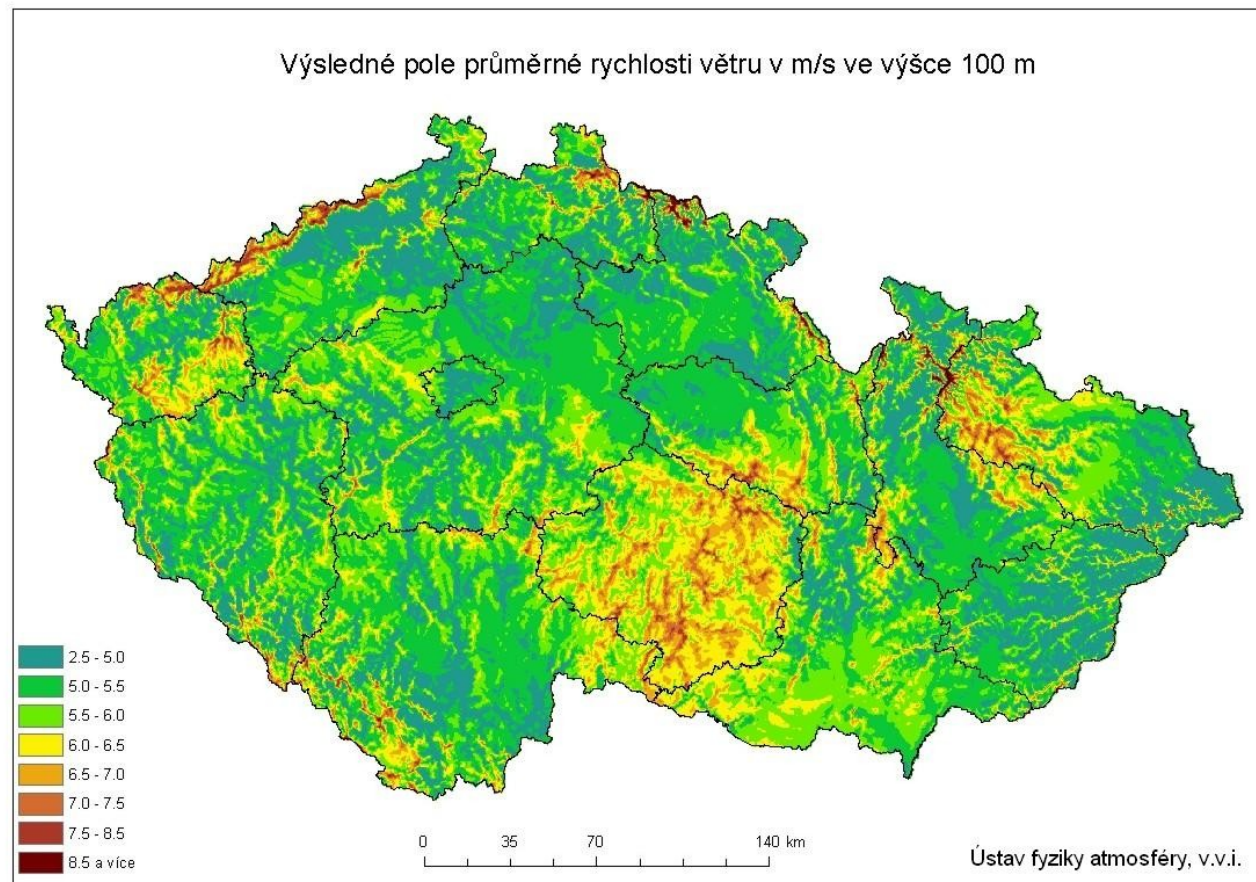 Výsledné pole průměrné rychlosti větru v m/s ve výšce 100 m
2.5 - 5.0
5.0 - 5.5
5.5 - 6.0
6.0 - 6.5
6.5 - 7.0
7.0 - 7.5
7.5 - 8.5
8.5 a více
0 35 70 140 km
Ústav fyziky atmosféry, v.v.i.